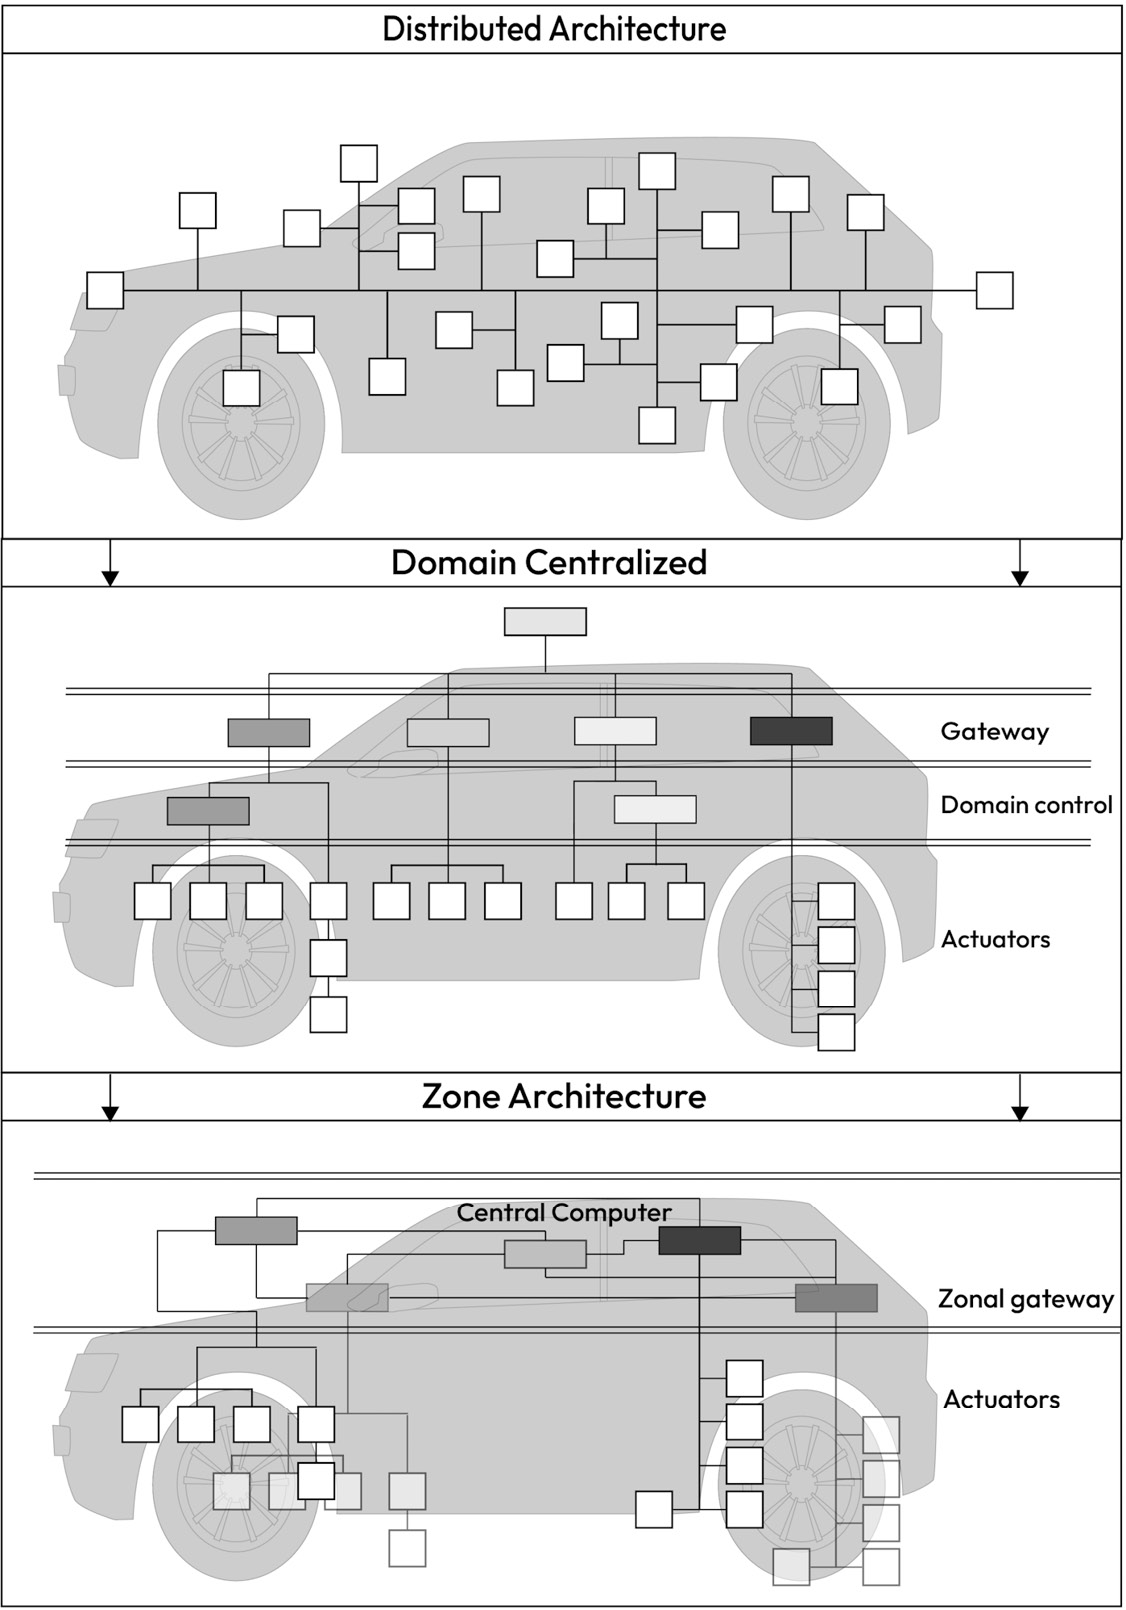 Distributed Architecture
Domain Centralized
Gateway
Domain control
Actuators
Zone Architecture
Central Computer
Zonal gateway
Actuators